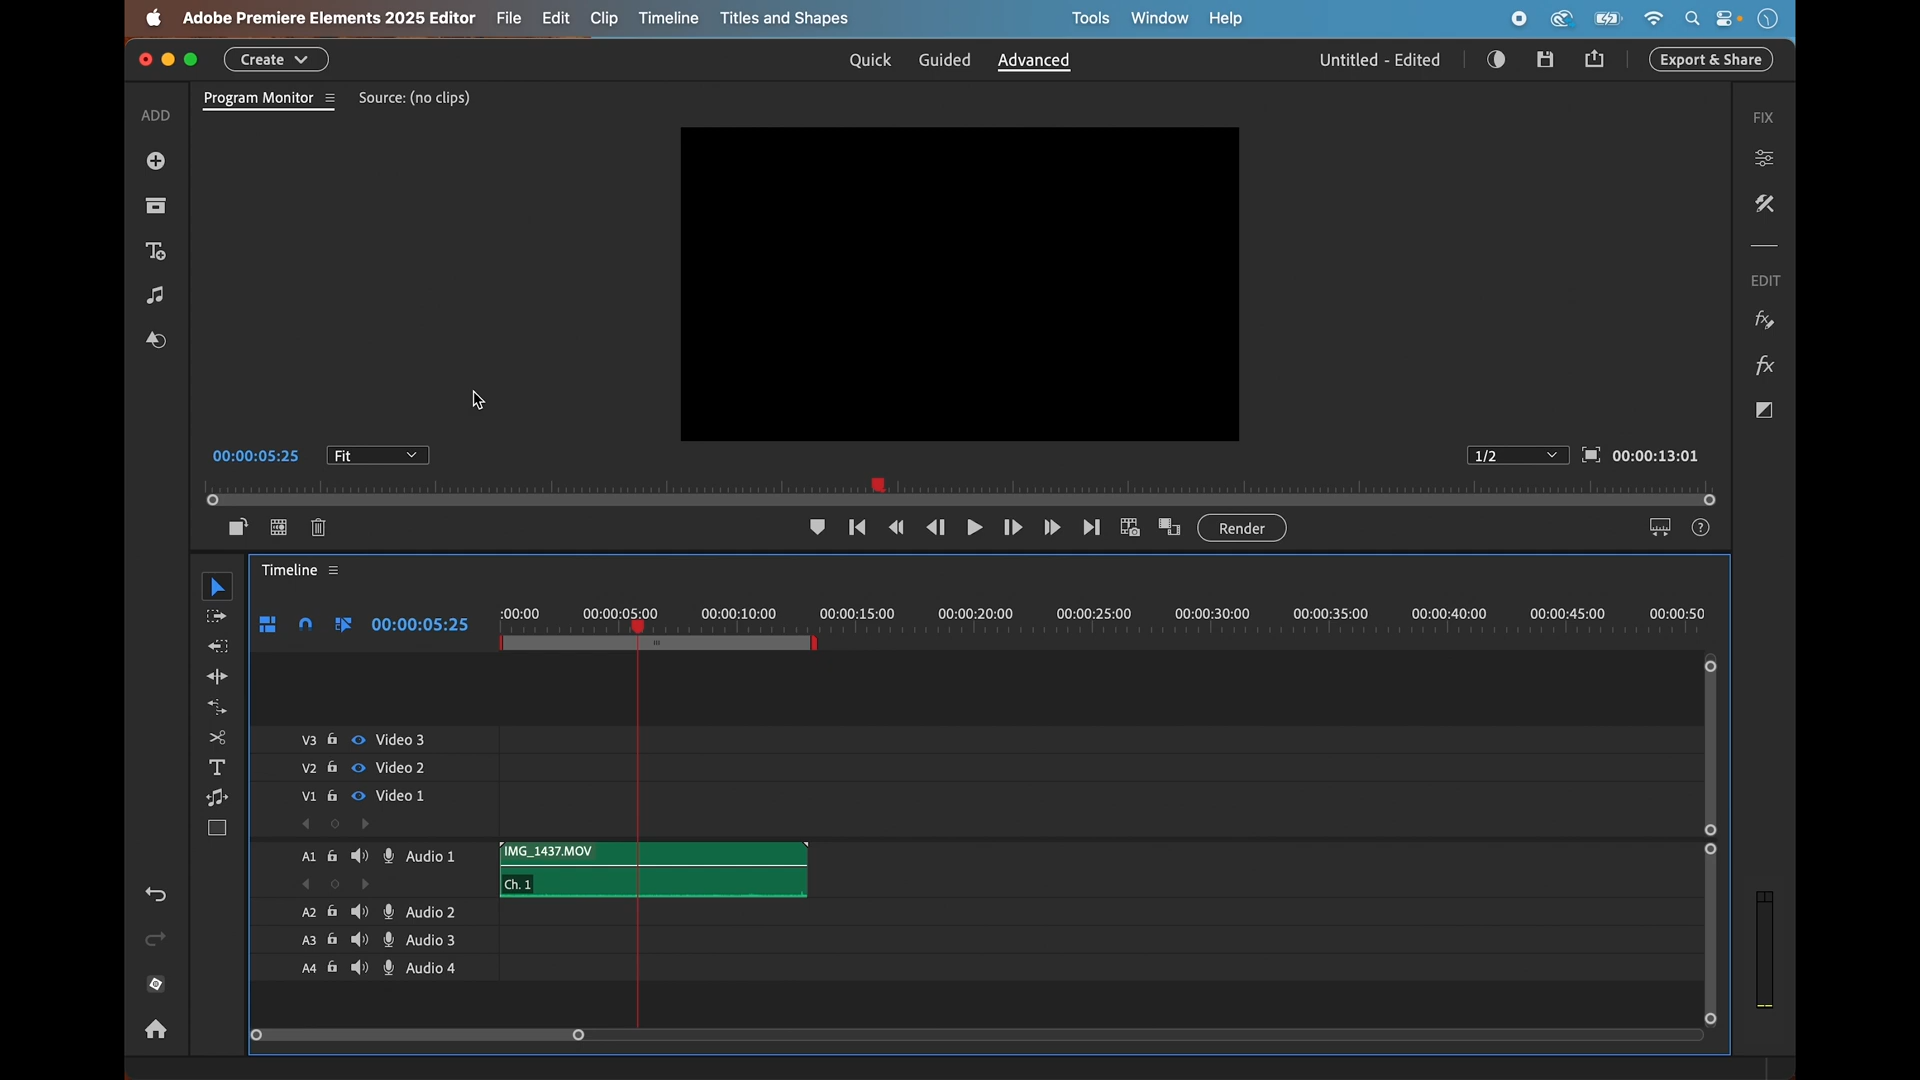 Adobe Premiere Elements 2025 Editor File Edit Clip Timeline Titles and Shapes Tools Window Help
Create Quick Guided Advanced Untitled - Edited Export & Share
Program Monitor Source: (no clips)
ADD
FIX
EDIT
00:00:05:25 Fit 1/2 00:00:13:01
Render
Timeline
00:00:05:25 :00:00 00:00:05:00 00:00:10:00 00:00:15:00 00:00:20:00 00:00:25:00 00:00:30:00 00:00:35:00 00:00:40:00 00:00:45:00 00:00:50
V3 Video 3
V2 Video 2
V1 Video 1
A1 Audio 1 IMG_1437.MOV
Ch. 1
A2 Audio 2
A3 Audio 3
A4 Audio 4